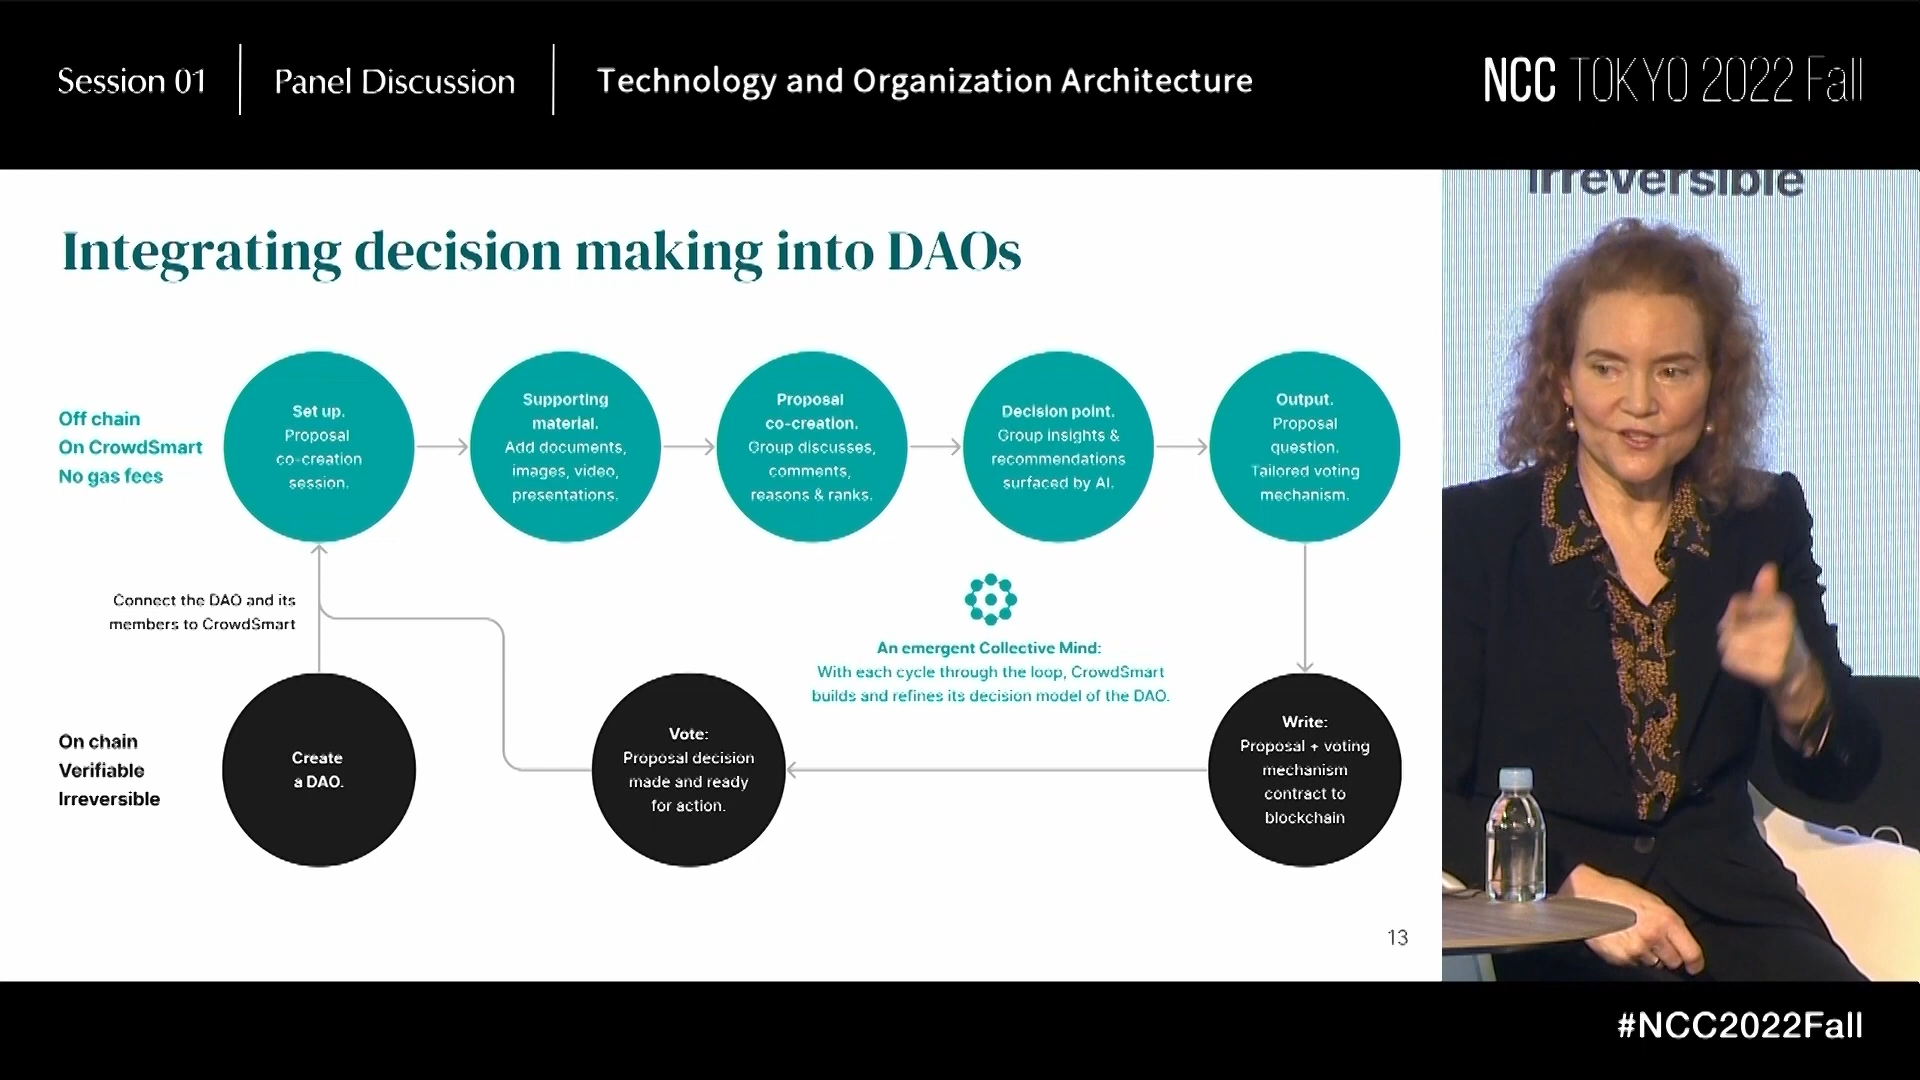 Session 01
Panel Discussion
Technology and Organization Architecture
NCC TOKYO 2022 Fall
Irreversible
Integrating decision making into DAOs
Off chain
On CrowdSmart
No gas fees
Set up.
Proposal
co-creation
session.
Supporting
material.
Add documents,
images, video,
presentations.
Proposal
co-creation.
Group discusses,
comments,
reasons & ranks.
Decision point.
Group insights &
recommendations
surfaced by AI.
Output.
Proposal
question.
Tailored voting
mechanism.
Connect the DAO and its
members to CrowdSmart
An emergent Collective Mind:
With each cycle through the loop, CrowdSmart
builds and refines its decision model of the DAO.
On chain
Verifiable
Irreversible
Create
a DAO.
Vote:
Proposal decision
made and ready
for action.
Write:
Proposal + voting
mechanism
contract to
blockchain
13
#NCC2022Fall